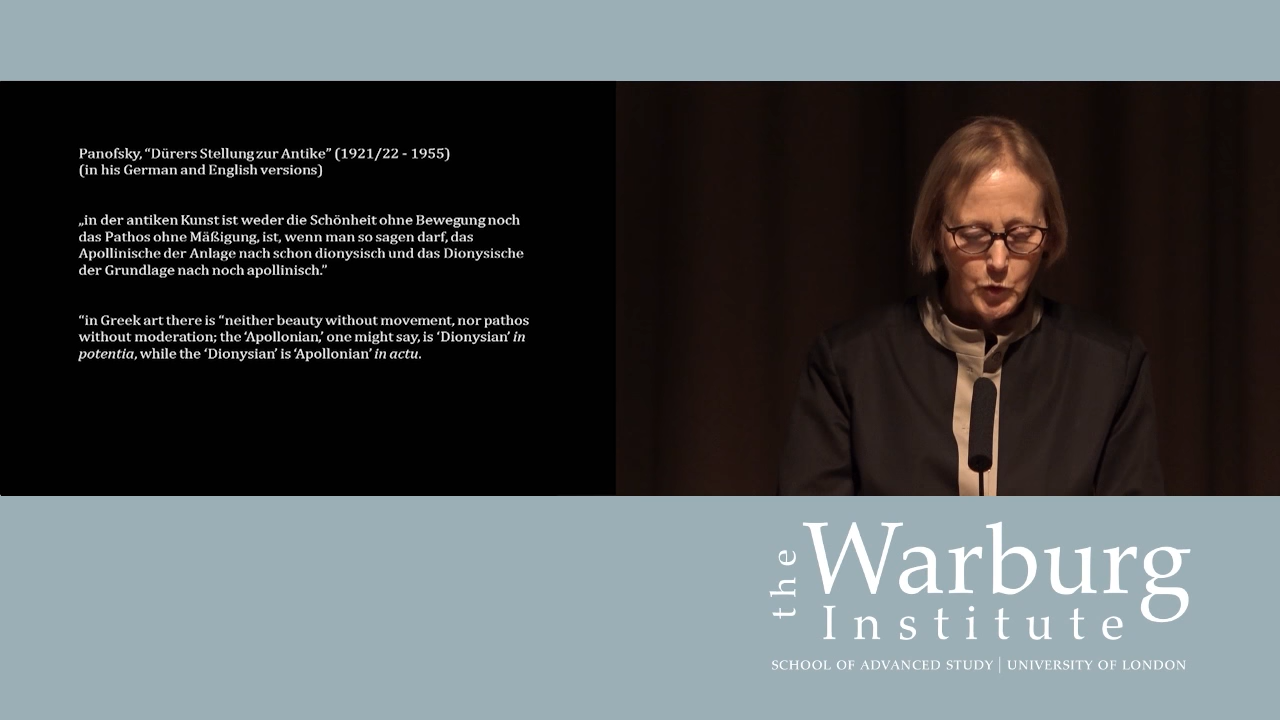 Panofsky, “Dürers Stellung zur Antike” (1921/22 - 1955)
(in his German and English versions)
„in der antiken Kunst ist weder die Schönheit ohne Bewegung noch
das Pathos ohne Mäßigung, ist, wenn man so sagen darf, das
Apollinische der Anlage nach schon dionysisch und das Dionysische
der Grundlage nach noch apollinisch.”
“in Greek art there is “neither beauty without movement, nor pathos
without moderation; the ‘Apollonian,’ one might say, is ‘Dionysian’ in
potentia, while the ‘Dionysian’ is ‘Apollonian’ in actu.
the Warburg
Institute
SCHOOL OF ADVANCED STUDY | UNIVERSITY OF LONDON